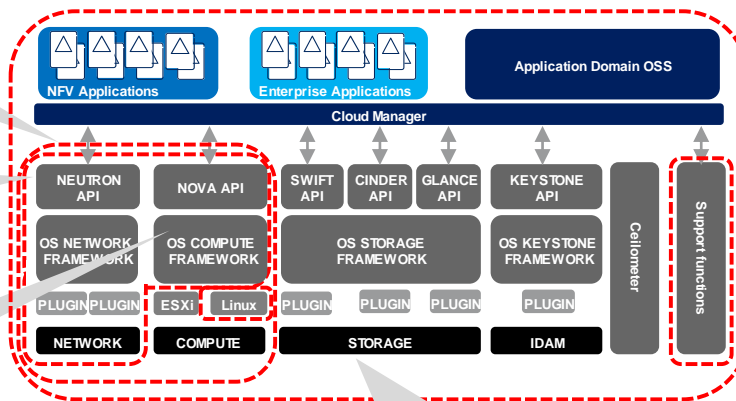 NFV Applications
Enterprise Applications
Application Domain OSS
Cloud Manager
NEUTRON
API
NOVA API
SWIFT
API
CINDER
API
GLANCE
API
KEYSTONE
API
OS NETWORK
FRAMEWORK
OS COMPUTE
FRAMEWORK
OS STORAGE
FRAMEWORK
OS KEYSTONE
FRAMEWORK
Ceilometer
Support functions
PLUGIN
PLUGIN
ESXi
Linux
PLUGIN
PLUGIN
PLUGIN
PLUGIN
NETWORK
COMPUTE
STORAGE
IDAM